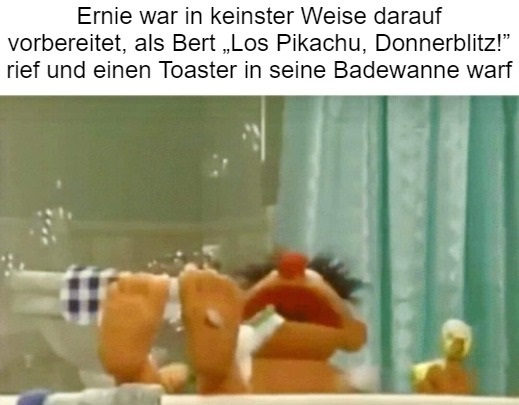 Ernie war in keinster Weise darauf
vorbereitet, als Bert „Los Pikachu, Donnerblitz!”
rief und einen Toaster in seine Badewanne warf